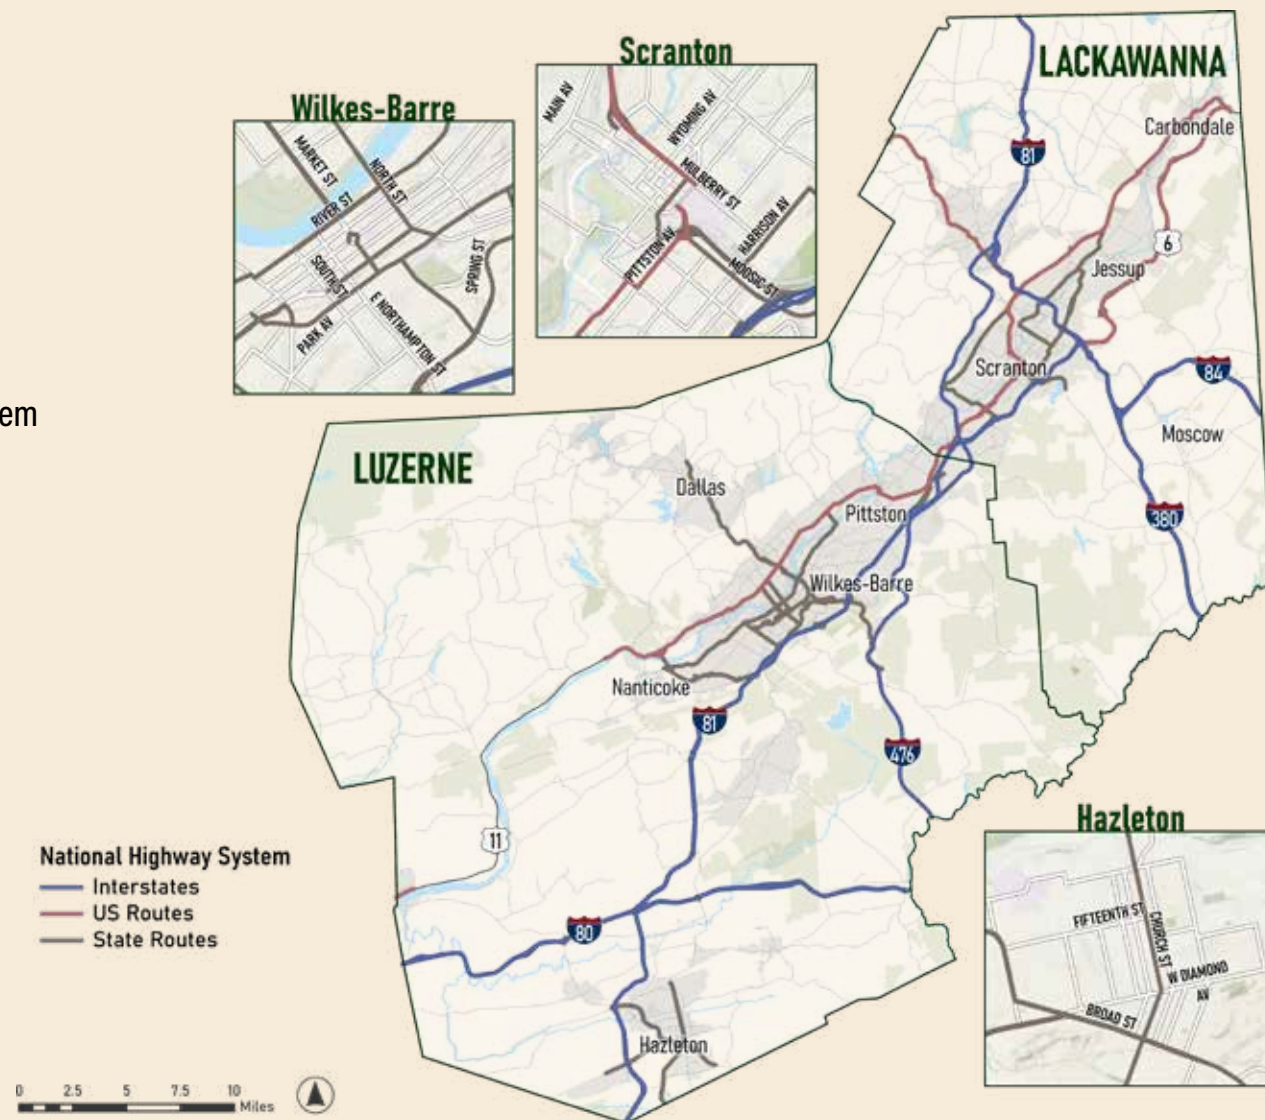 Scranton
LACKAWANNA
Wilkes-Barre
MAIN AV
WYOMING AV
MULBERRY ST
HARRISON AV
PITTSTON AV
MOOSIC ST
MARKET ST
NORTH ST
RIVER ST
SOUTH ST
SPRING ST
PARK AV
E NORTHAMPTON ST
81
Carbondale
6
Jessup
Scranton
84
Moscow
em
LUZERNE
Dallas
Pittston
380
Wilkes-Barre
Nanticoke
81
476
11
80
Hazleton
Hazleton
FIFTEENTH ST
CHURCH ST
W DIAMOND
AV
BROAD ST
National Highway System
Interstates
US Routes
State Routes
0 2.5 5 7.5 10
Miles